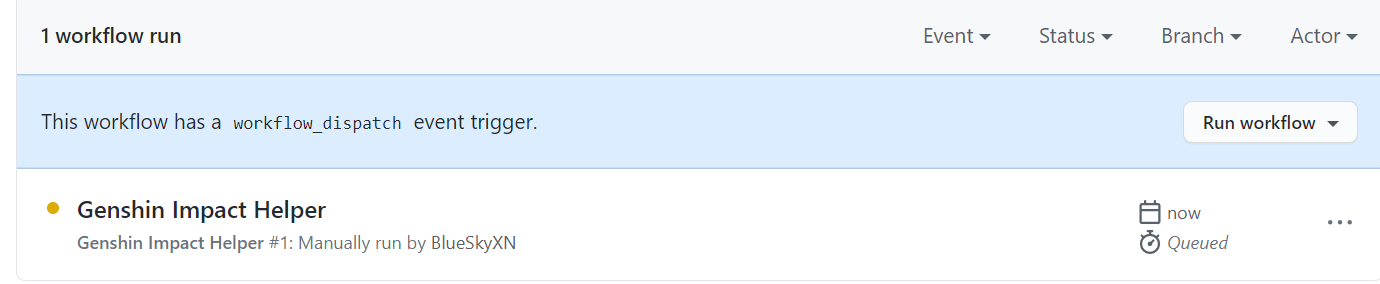 1 workflow run Event Status Branch Actor
This workflow has a workflow_dispatch event trigger. Run workflow
Genshin Impact Helper now
Genshin Impact Helper #1: Manually run by BlueSkyXN Queued